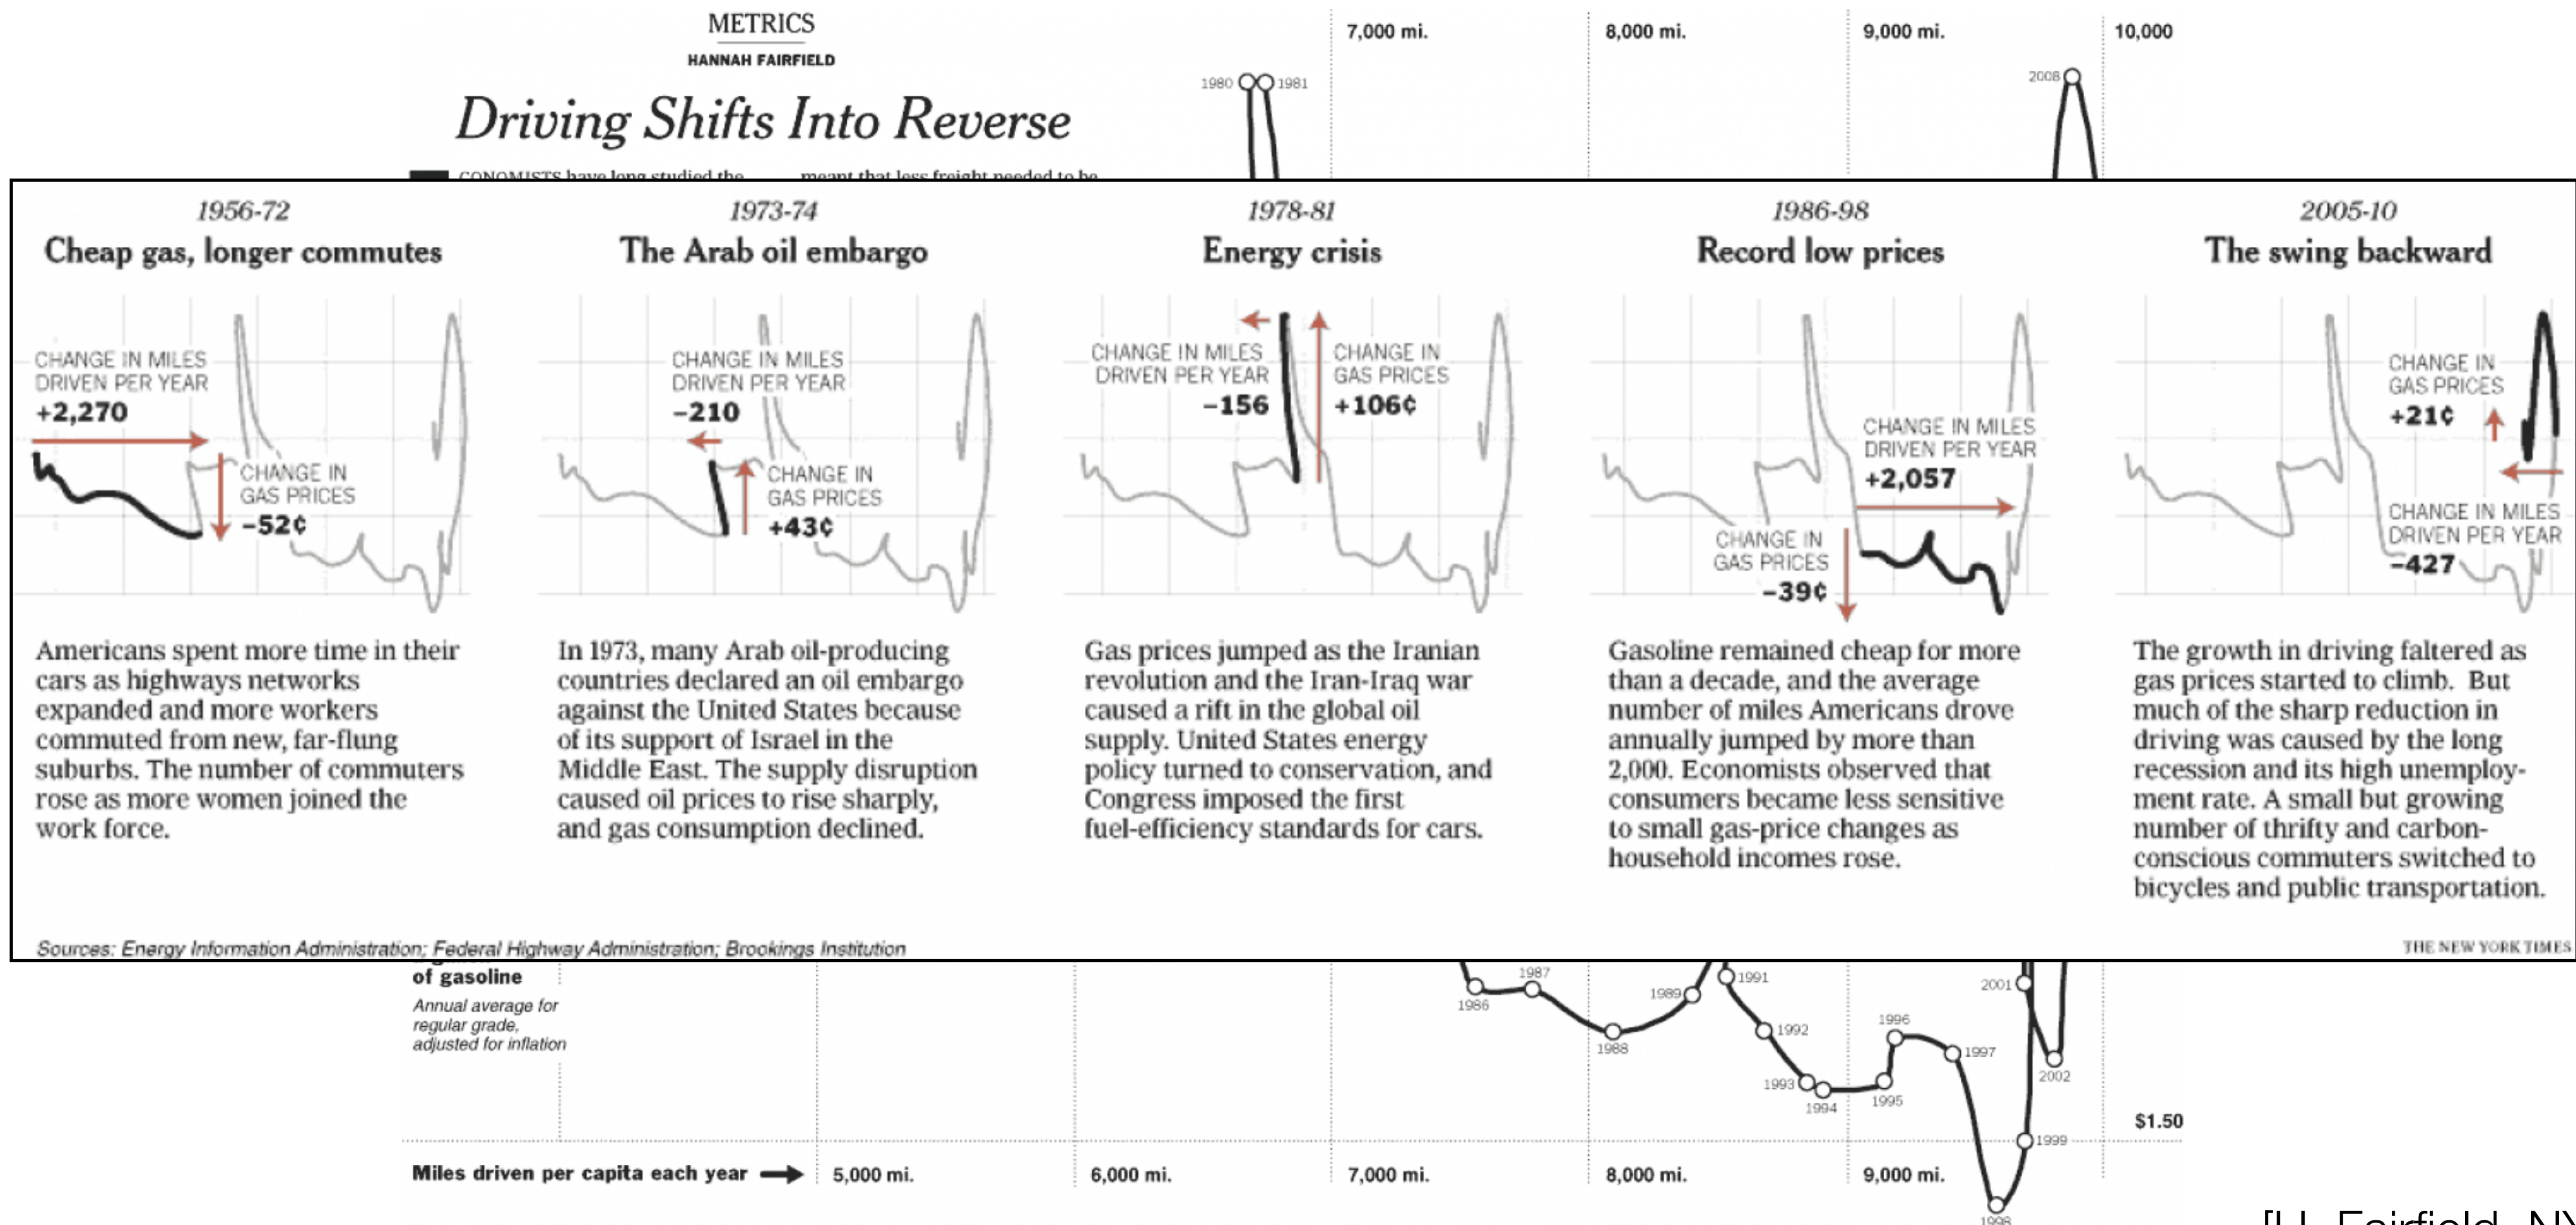 METRICS
HANNAH FAIRFIELD
Driving Shifts Into Reverse
CONOMISTS have long studied the
meant that less freight needed to be
7,000 mi.
8,000 mi.
9,000 mi.
10,000
1980
1981
2008
1956-72
Cheap gas, longer commutes
CHANGE IN MILES
DRIVEN PER YEAR
+2,270
CHANGE IN
GAS PRICES
–52¢
Americans spent more time in their
cars as highways networks
expanded and more workers
commuted from new, far-flung
suburbs. The number of commuters
rose as more women joined the
work force.
1973-74
The Arab oil embargo
CHANGE IN MILES
DRIVEN PER YEAR
–210
CHANGE IN
GAS PRICES
+43¢
In 1973, many Arab oil-producing
countries declared an oil embargo
against the United States because
of its support of Israel in the
Middle East. The supply disruption
caused oil prices to rise sharply,
and gas consumption declined.
1978-81
Energy crisis
CHANGE IN MILES
DRIVEN PER YEAR
–156
CHANGE IN
GAS PRICES
+106¢
Gas prices jumped as the Iranian
revolution and the Iran-Iraq war
caused a rift in the global oil
supply. United States energy
policy turned to conservation, and
Congress imposed the first
fuel-efficiency standards for cars.
1986-98
Record low prices
CHANGE IN MILES
DRIVEN PER YEAR
+2,057
CHANGE IN
GAS PRICES
–39¢
Gasoline remained cheap for more
than a decade, and the average
number of miles Americans drove
annually jumped by more than
2,000. Economists observed that
consumers became less sensitive
to small gas-price changes as
household incomes rose.
2005-10
The swing backward
CHANGE IN
GAS PRICES
+21¢
CHANGE IN MILES
DRIVEN PER YEAR
–427
The growth in driving faltered as
gas prices started to climb. But
much of the sharp reduction in
driving was caused by the long
recession and its high unemploy-
ment rate. A small but growing
number of thrifty and carbon-
conscious commuters switched to
bicycles and public transportation.
Sources: Energy Information Administration; Federal Highway Administration; Brookings Institution
THE NEW YORK TIMES
of gasoline
Annual average for
regular grade,
adjusted for inflation
1986
1987
1988
1989
1991
1992
1993
1994
1995
1996
1997
1998
1999
2001
2002
$1.50
Miles driven per capita each year
5,000 mi.
6,000 mi.
7,000 mi.
8,000 mi.
9,000 mi.